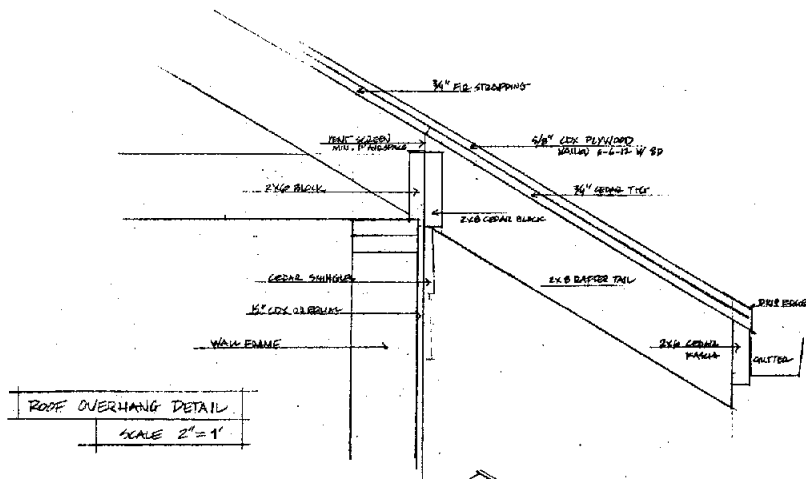 3/4" FIR STRAPPING
VENT SCREEN
MIN. 1" AIRSPACE
5/8" CDX PLYWOOD
NAILED 6-6-12 W 8D
2X6 BLOCK
3/4" CEDAR T&G
2X8 CEDAR BLOCK
CEDAR SHINGLES
2X8 RAFTER TAIL
1/2" CDX OVERHAG
DRIP EDGE
WALL FRAME
2X6 CEDAR
FASCIA
GUTTER
ROOF OVERHANG DETAIL
SCALE 2" = 1'